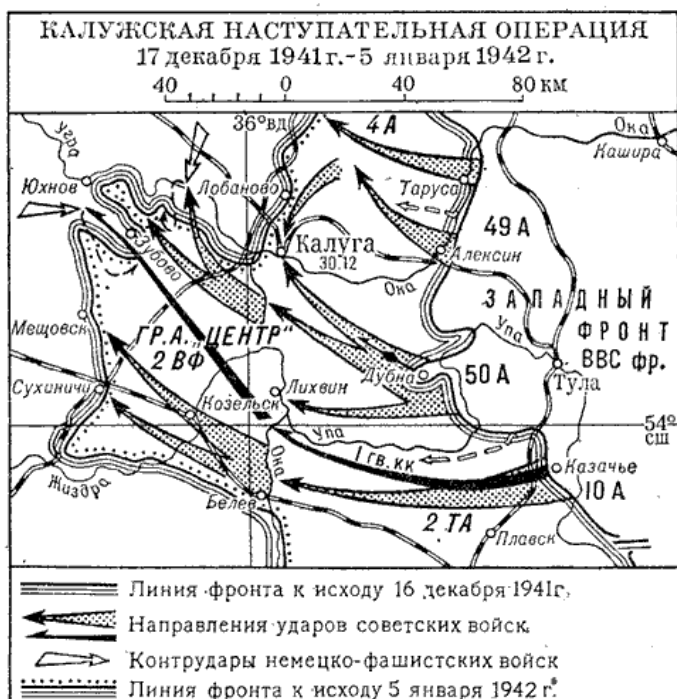 КАЛУЖСКАЯ НАСТУПАТЕЛЬНАЯ ОПЕРАЦИЯ
17 декабря 1941г.-5 января 1942 г.
40 0 40 80 км
36° вд
4 А
Ока
Кашира
Угра
Юхнов
Лобаново
Таруса
49 А
Зубово
Калуга
30.12
Алексин
Ока
ЗАПАДНЫЙ
ФРОНТ
ВВС фр.
Упа
Мещовск
ГР.А. „ЦЕНТР"
2 ВФ
Дубна
50 А
Тула
Сухиничи
Козельск
Лихвин
Упа
54°
сш
1 гв. кк
Казачье
Жиздра
Ока
Белев
10 А
2 ТА
Плавск
Линия фронта к исходу 16 декабря 1941г.
Направления ударов советских войск
Контрудары немецко-фашистских войск
Линия фронта к исходу 5 января 1942 г.